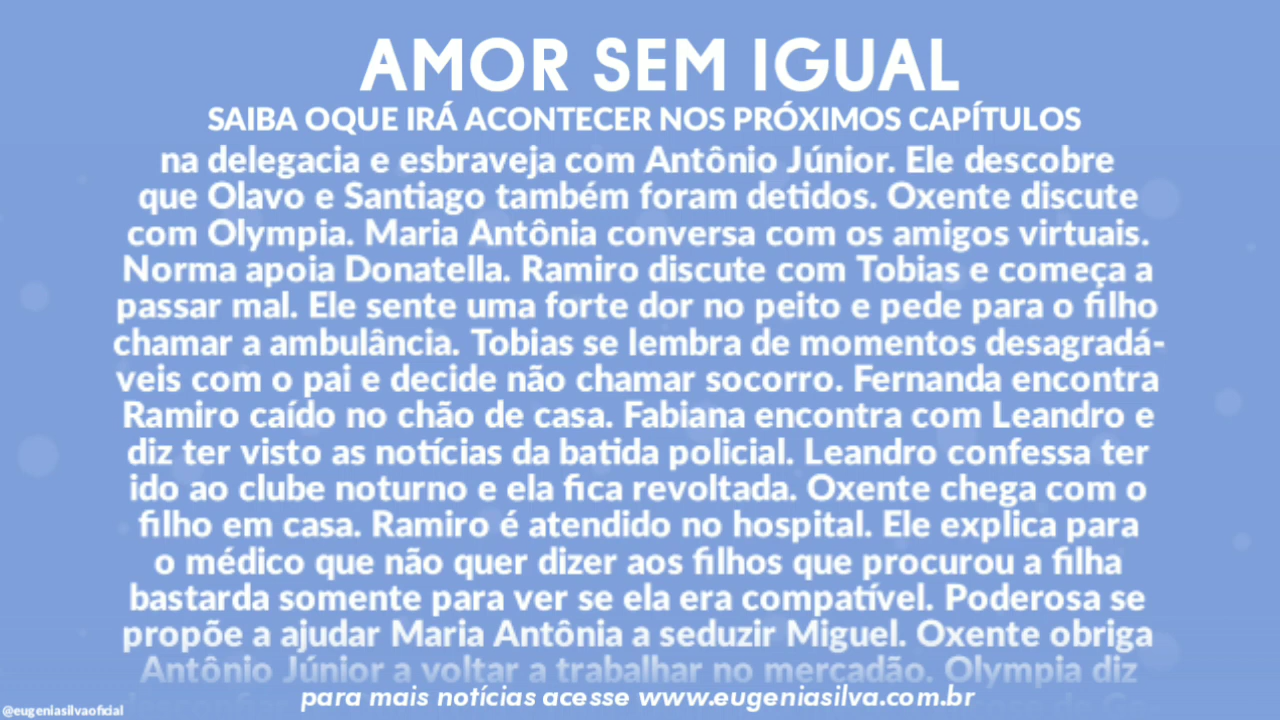 AMOR SEM IGUAL
SAIBA OQUE IRÁ ACONTECER NOS PRÓXIMOS CAPÍTULOS
na delegacia e esbraveja com Antônio Júnior. Ele descobre
que Olavo e Santiago também foram detidos. Oxente discute
com Olympia. Maria Antônia conversa com os amigos virtuais.
Norma apoia Donatella. Ramiro discute com Tobias e começa a
passar mal. Ele sente uma forte dor no peito e pede para o filho
chamar a ambulância. Tobias se lembra de momentos desagradá-
veis com o pai e decide não chamar socorro. Fernanda encontra
Ramiro caído no chão de casa. Fabiana encontra com Leandro e
diz ter visto as notícias da batida policial. Leandro confessa ter
ido ao clube noturno e ela fica revoltada. Oxente chega com o
filho em casa. Ramiro é atendido no hospital. Ele explica para
o médico que não quer dizer aos filhos que procurou a filha
bastarda somente para ver se ela era compatível. Poderosa se
propõe a ajudar Maria Antônia a seduzir Miguel. Oxente obriga
Antônio Júnior a voltar a trabalhar no mercadão. Olympia diz
para mais notícias acesse www.eugeniasilva.com.br
@eugeniasilvaoficial